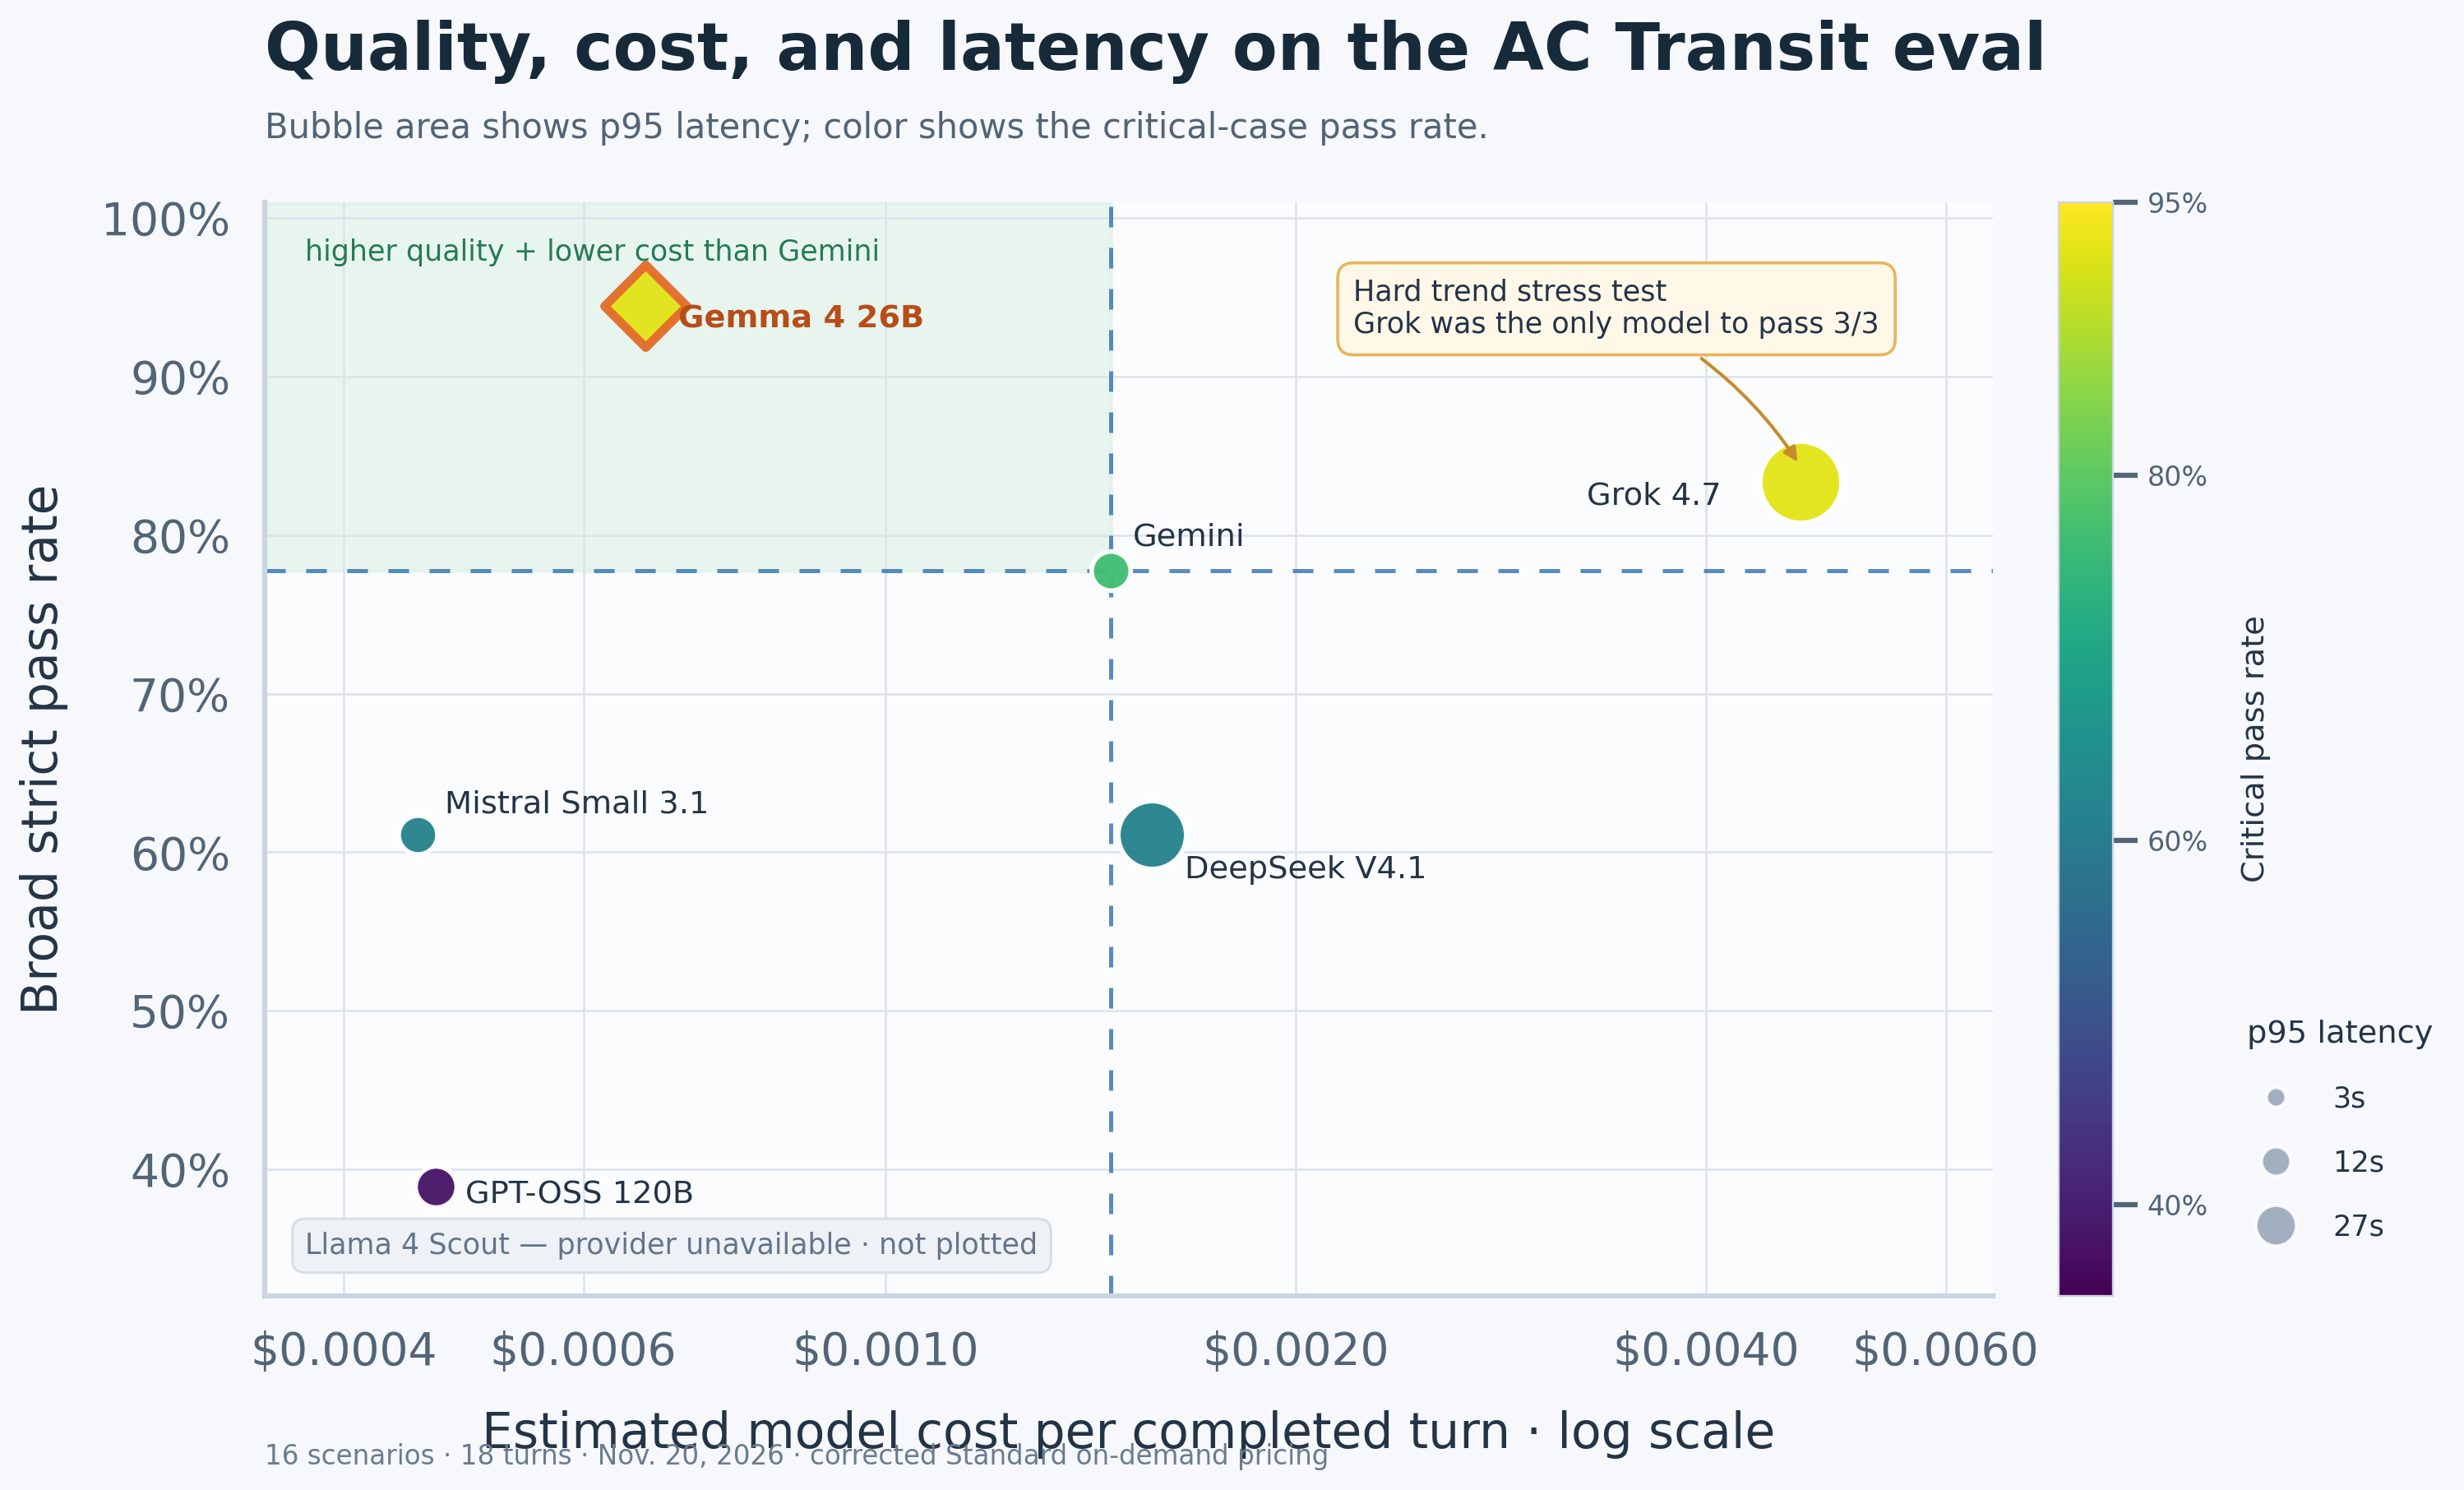 Quality, cost, and latency on the AC Transit eval
Bubble area shows p95 latency; color shows the critical-case pass rate.
Broad strict pass rate
100%
90%
80%
70%
60%
50%
40%
higher quality + lower cost than Gemini
Gemma 4 26B
Hard trend stress test
Grok was the only model to pass 3/3
Grok 4.7
Gemini
Mistral Small 3.1
DeepSeek V4.1
GPT-OSS 120B
Llama 4 Scout — provider unavailable · not plotted
$0.0004
$0.0006
$0.0010
$0.0020
$0.0040
$0.0060
Estimated model cost per completed turn · log scale
16 scenarios · 18 turns · Nov. 20, 2026 · corrected Standard on-demand pricing
95%
80%
60%
40%
Critical pass rate
p95 latency
3s
12s
27s